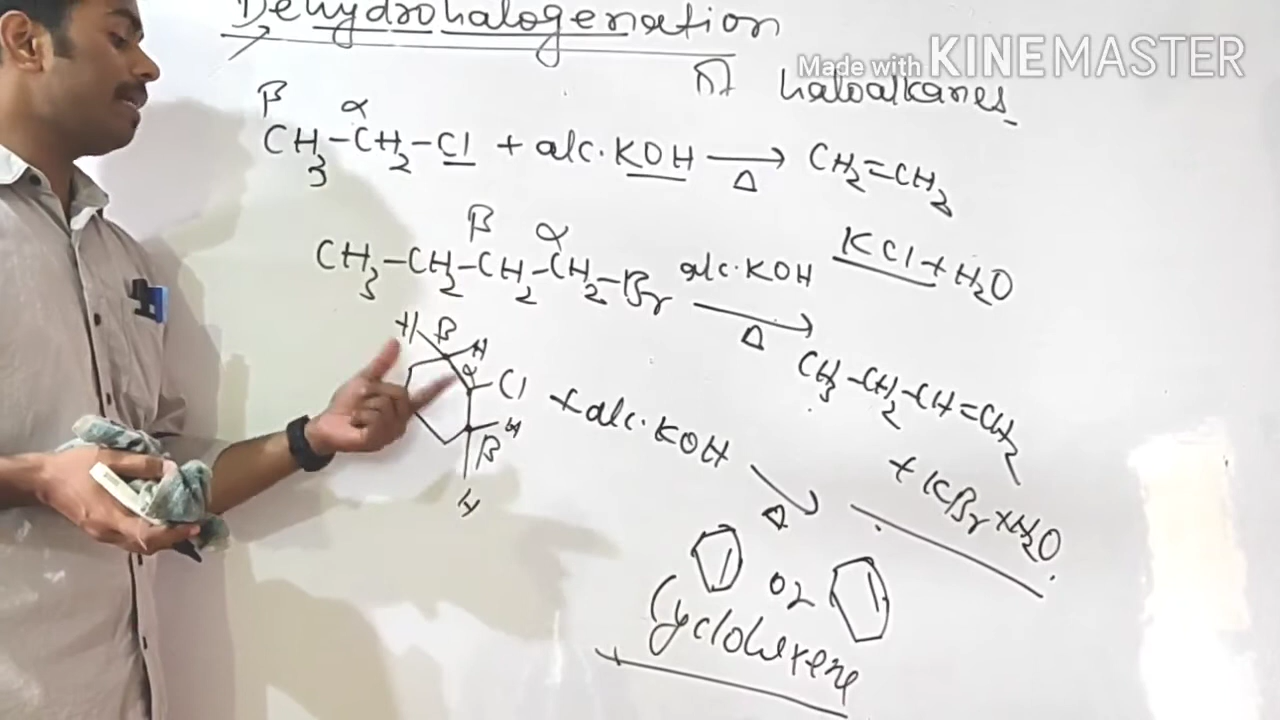 Dehydrohalogenation
of haloalkanes
Made with KINEMASTER
β α
CH3-CH2-Cl + alc. KOH → CH2=CH2
Δ
KCl + H2O
β α
CH3-CH2-CH2-CH2-Br alc. KOH →
Δ
CH3-CH2-CH=CH2
+ KBr + H2O
H β H
α Cl + alc. KOH →
H
β
H
Δ
or
Cyclohexene